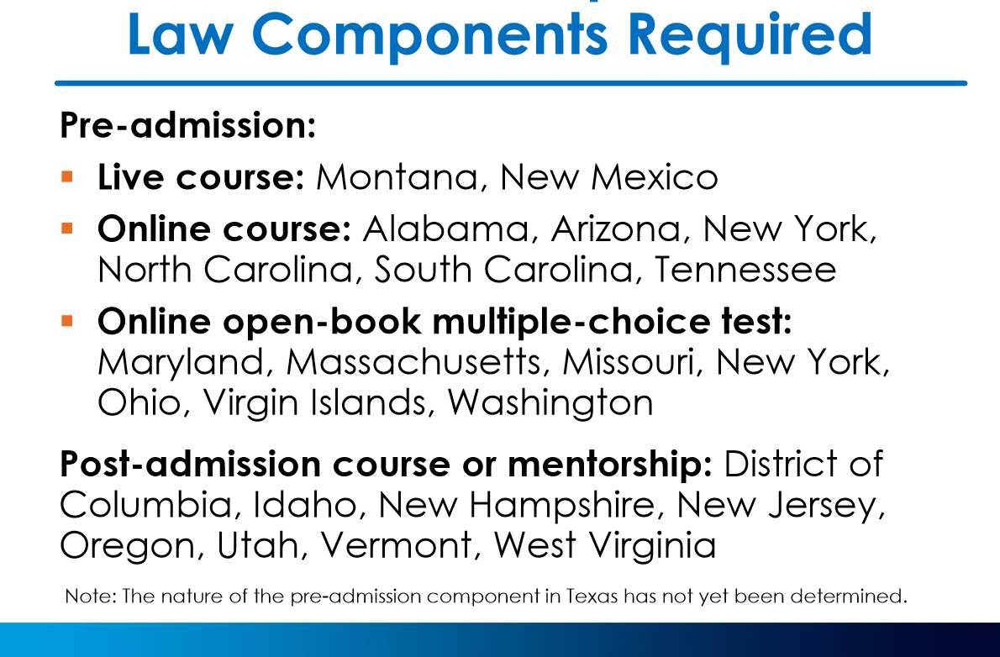 Law Components Required
Pre-admission:
▪ Live course: Montana, New Mexico
▪ Online course: Alabama, Arizona, New York,
North Carolina, South Carolina, Tennessee
▪ Online open-book multiple-choice test:
Maryland, Massachusetts, Missouri, New York,
Ohio, Virgin Islands, Washington
Post-admission course or mentorship: District of
Columbia, Idaho, New Hampshire, New Jersey,
Oregon, Utah, Vermont, West Virginia
Note: The nature of the pre-admission component in Texas has not yet been determined.